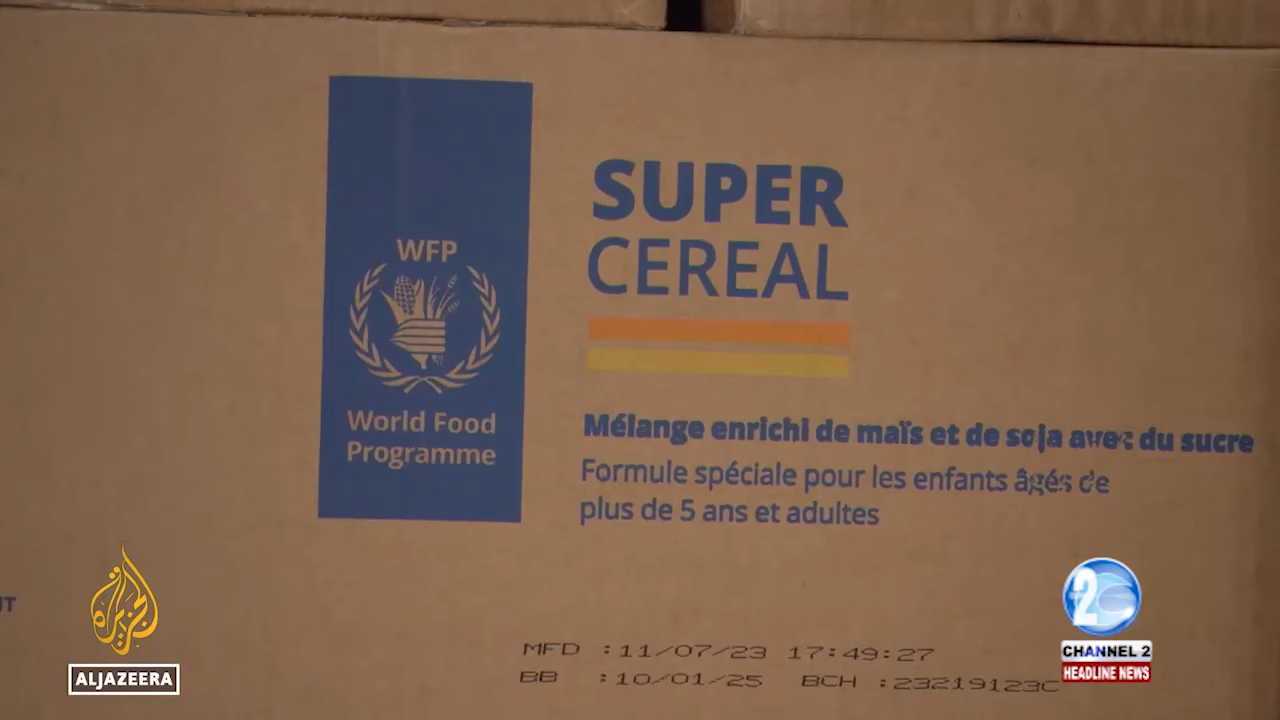 WFP
World Food
Programme
SUPER
CEREAL
Mélange enrichi de maïs et de soja avec du sucre
Formule spéciale pour les enfants âgés de
plus de 5 ans et adultes
MFD :11/07/23 17:49:27
BB :10/01/25 BCH :23219123C
الجزيرة
ALJAZEERA
2
CHANNEL 2
HEADLINE NEWS